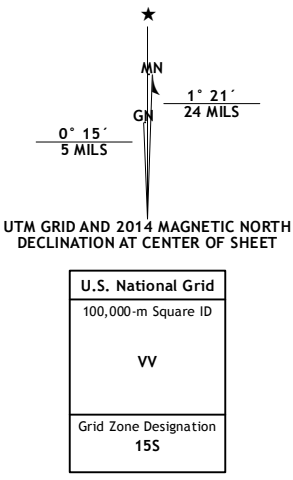 MN
1° 21´
24 MILS
GN
0° 15´
5 MILS
UTM GRID AND 2014 MAGNETIC NORTH
DECLINATION AT CENTER OF SHEET
U.S. National Grid
100,000-m Square ID
VV
Grid Zone Designation
15S